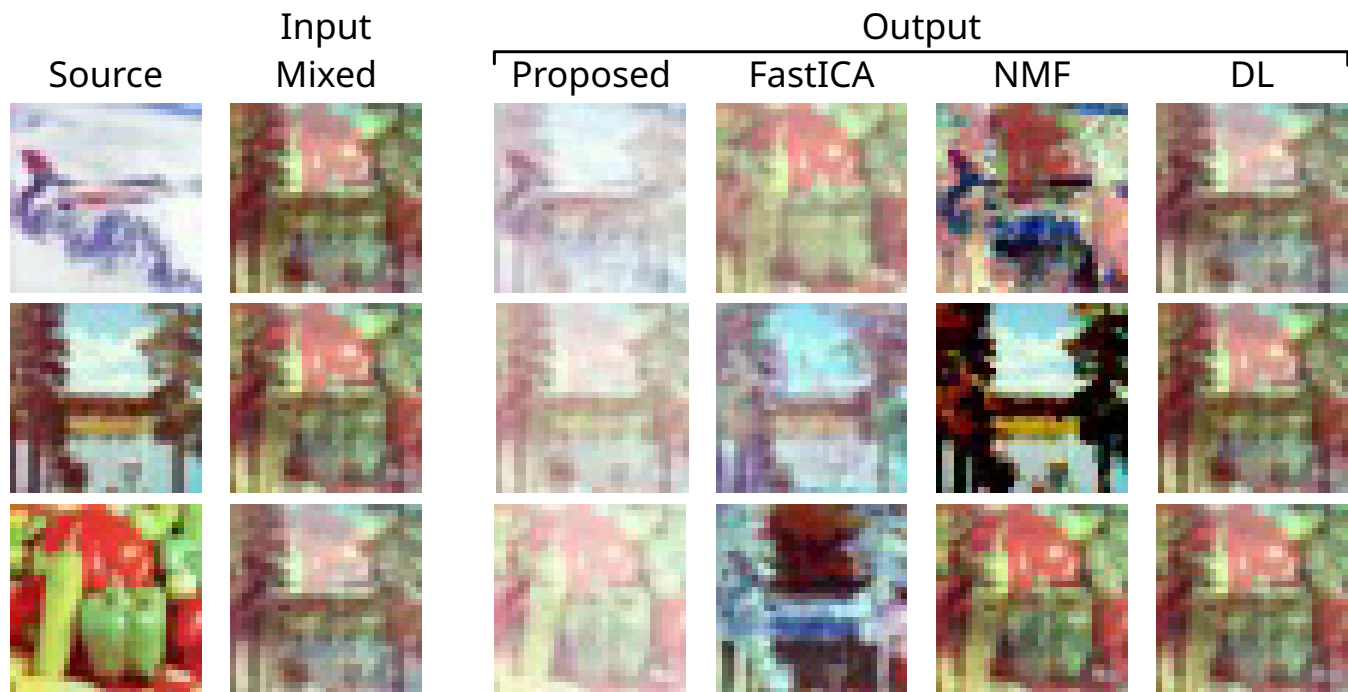 Input
Output
Source
Mixed
Proposed
FastICA
NMF
DL